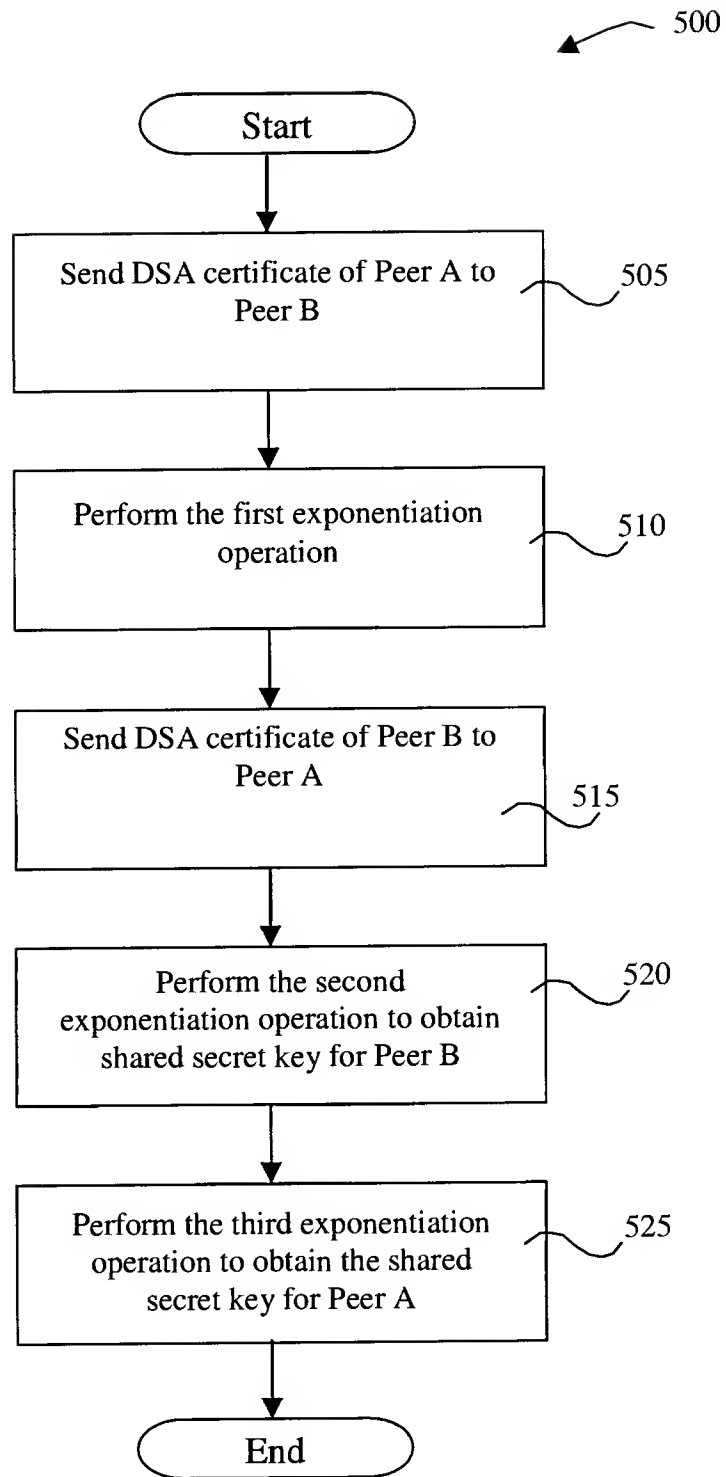 500
Start
Send DSA certificate of Peer A to
Peer B
505
Perform the first exponentiation
operation
510
Send DSA certificate of Peer B to
Peer A
515
Perform the second
exponentiation operation to obtain
shared secret key for Peer B
520
Perform the third exponentiation
operation to obtain the shared
secret key for Peer A
525
End